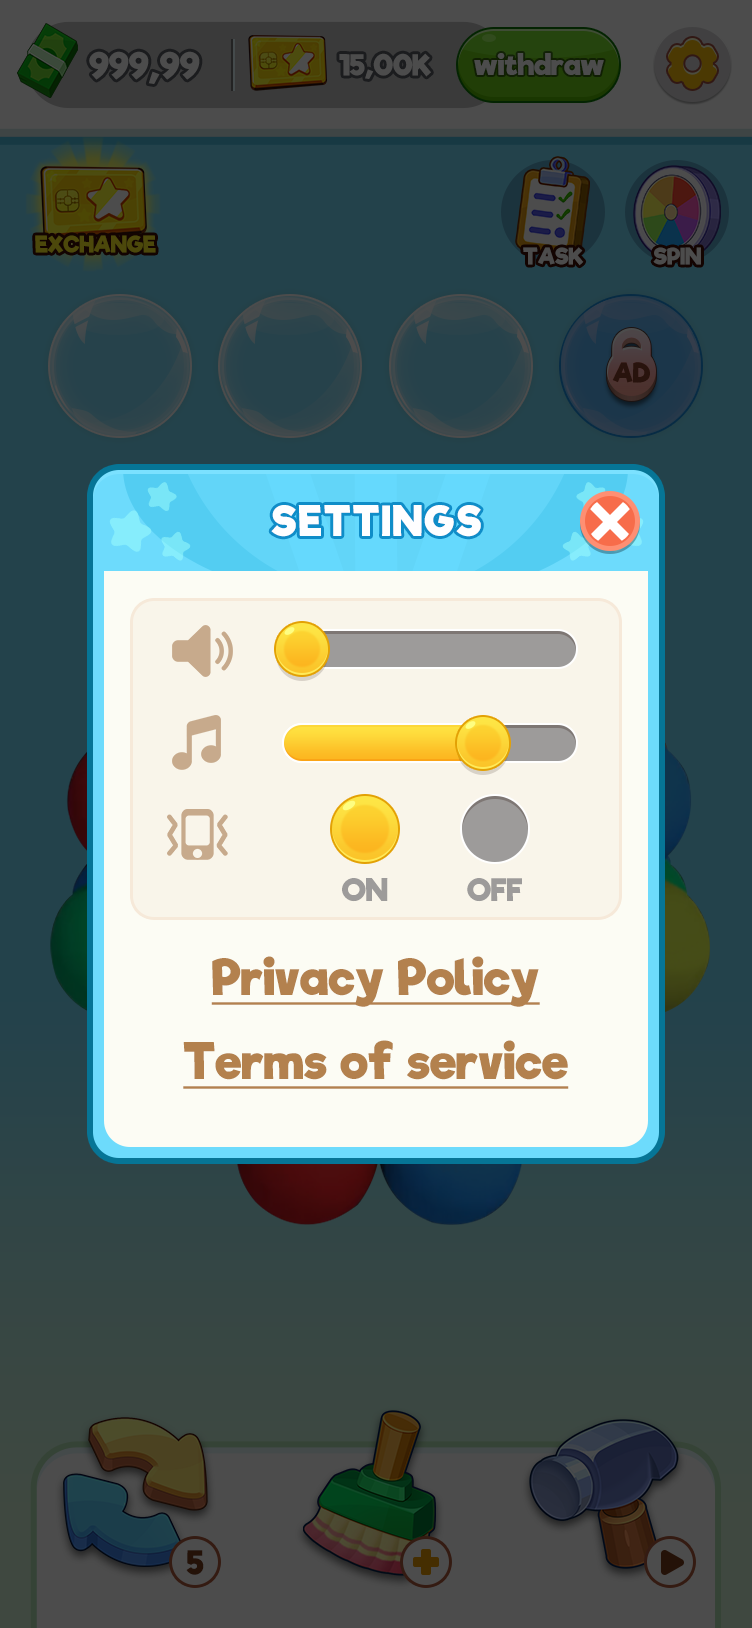 999,99
15,00K
withdraw
EXCHANGE
TASK
SPIN
AD
SETTINGS
ON
OFF
Privacy Policy
Terms of service
5